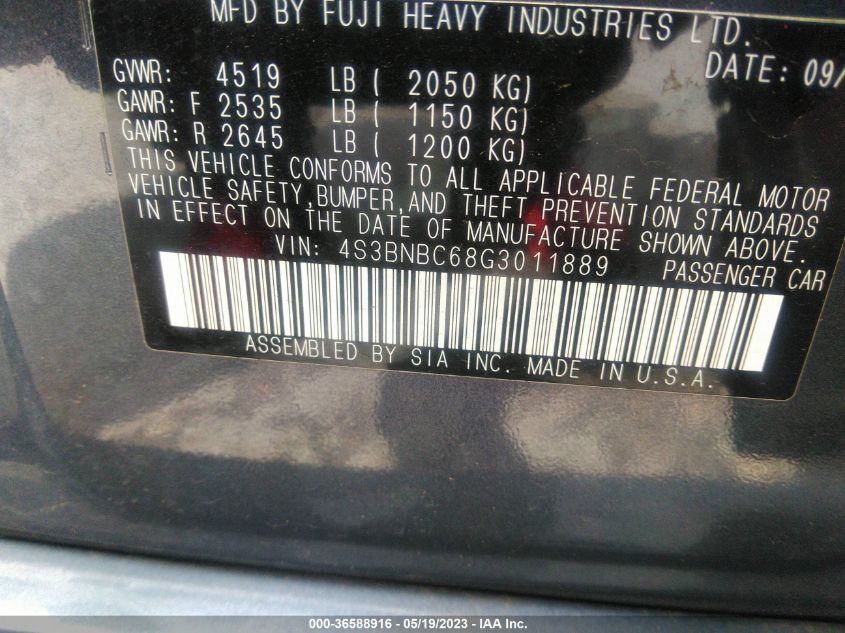 MFD BY FUJI HEAVY INDUSTRIES LTD.
DATE: 09/
GVWR: 4519 LB ( 2050 KG)
GAWR: F 2535 LB ( 1150 KG)
GAWR: R 2645 LB ( 1200 KG)
THIS VEHICLE CONFORMS TO ALL APPLICABLE FEDERAL MOTOR
VEHICLE SAFETY,BUMPER,AND THEFT PREVENTION STANDARDS
IN EFFECT ON THE DATE OF MANUFACTURE SHOWN ABOVE.
VIN: 4S3BNBC68G3011889 PASSENGER CAR
ASSEMBLED BY SIA INC. MADE IN U.S.A.
000-36588916 - 05/19/2023 - IAA Inc.